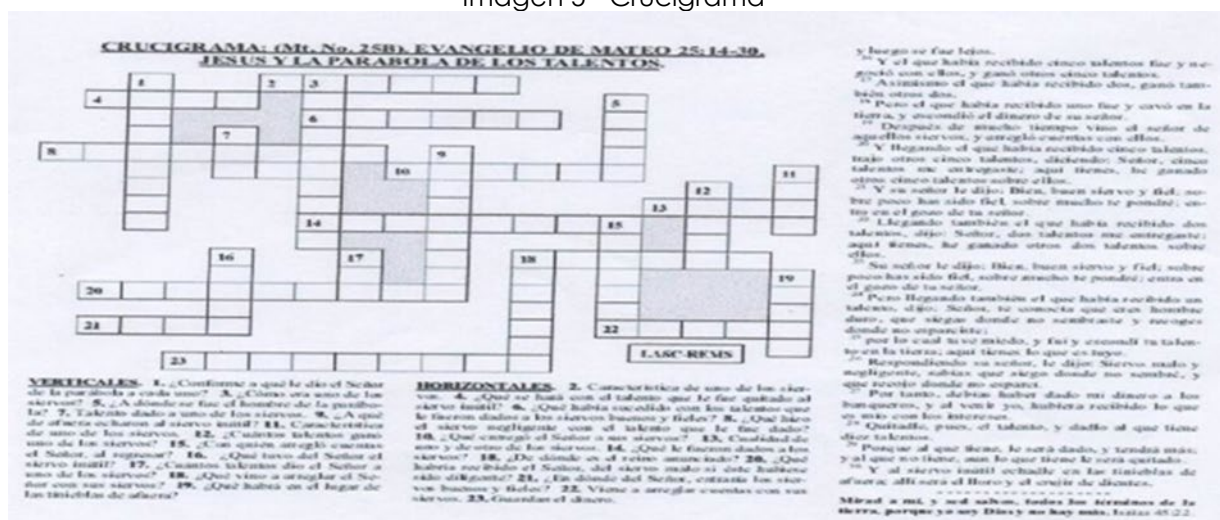 Imagen 3 Crucigrama
CRUCIGRAMA: (Mt. No. 25B). EVANGELIO DE MATEO 25:14-30.
JESUS Y LA PARABOLA DE LOS TALENTOS.
1
2
3
4
5
6
7
8
9
10
11
12
13
14
15
16
17
18
19
20
21
22
23
LASC-REMS
VERTICALES. 1. ¿Conforme a qué le dio el Señor
de la parábola a cada uno? 3. ¿Cómo era uno de los
siervos? 5. ¿A dónde se fue el hombre de la parábo-
la? 7. Talento dado a uno de los siervos. 9. ¿A qué
de afuera echaron al siervo inútil? 11. Característica
de uno de los siervos. 12. ¿Cuántos talentos ganó
uno de los siervos? 15. ¿Con quién arregló cuentas
el Señor, al regresar? 16. ¿Qué tuvo del Señor el
siervo inútil? 17. ¿Cuántos talentos dio el Señor a
uno de los siervos? 18. ¿Qué vino a arreglar el Se-
ñor con sus siervos? 19. ¿Qué habrá en el lugar de
las tinieblas de afuera?
HORIZONTALES. 2. Característica de uno de los sier-
vos. 4. ¿Qué se hará con el talento que le fue quitado al
siervo inútil? 6. ¿Qué había sucedido con los talentos que
le fueron dados a los siervos buenos y fieles? 8. ¿Qué hizo
el siervo negligente con el talento que le fue dado?
10. ¿Qué entregó el Señor a sus siervos? 13. Cualidad de
uno y dentro de los siervos. 14. ¿Qué le fueron dados a los
siervos? 18. ¿De dónde es el reino anunciado? 20. ¿Qué
habría recibido el Señor, del siervo malo si éste hubiese
sido diligente? 21. ¿En dónde del Señor, entraría los sier-
vos buenos y fieles? 22. Viene a arreglar cuentas con sus
siervos. 23. Guardan el dinero.
y luego se fue lejos.
Y el que había recibido cinco talentos fue y ne-
goció con ellos, y ganó otros cinco talentos.
Asimismo el que había recibido dos, ganó tam-
bién otros dos.
Pero el que había recibido uno fue y cavó en la
tierra, y escondió el dinero de su señor.
Después de mucho tiempo vino el señor de
aquellos siervos, y arregló cuentas con ellos.
Y llegando el que había recibido cinco talentos,
trajo otros cinco talentos, diciendo: Señor, cinco
talentos me entregaste; aquí tienes, he ganado
otros cinco talentos sobre ellos.
Y su señor le dijo: Bien, buen siervo y fiel; so-
bre poco has sido fiel, sobre mucho te pondré; en-
tra en el gozo de tu señor.
Llegando también el que había recibido dos
talentos, dijo: Señor, dos talentos me entregaste;
aquí tienes, he ganado otros dos talentos sobre
ellos.
Su señor le dijo: Bien, buen siervo y fiel; sobre
poco has sido fiel, sobre mucho te pondré; entra en
el gozo de tu señor.
Pero llegando también el que había recibido un
talento, dijo: Señor, te conocía que eres hombre
duro, que siegas donde no sembraste y recoges
donde no esparciste;
por lo cual tuve miedo, y fui y escondí tu talen-
to en la tierra; aquí tienes lo que es tuyo.
Respondiendo su señor, le dijo: Siervo malo y
negligente, sabías que siego donde no sembré, y
que recojo donde no esparcí.
Por tanto, debías haber dado mi dinero a los
banqueros, y al venir yo, hubiera recibido lo que
es mío con los intereses.
Quitadle, pues, el talento, y dadlo al que tiene
diez talentos.
Porque al que tiene, le será dado, y tendrá más;
y al que no tiene, aun lo que tiene le será quitado.
Y al siervo inútil echadle en las tinieblas de
afuera; allí será el lloro y el crujir de dientes.
Mirad a mí, y sed salvos, todos los términos de la
tierra, porque yo soy Dios y no hay más. Isaías 45:22.